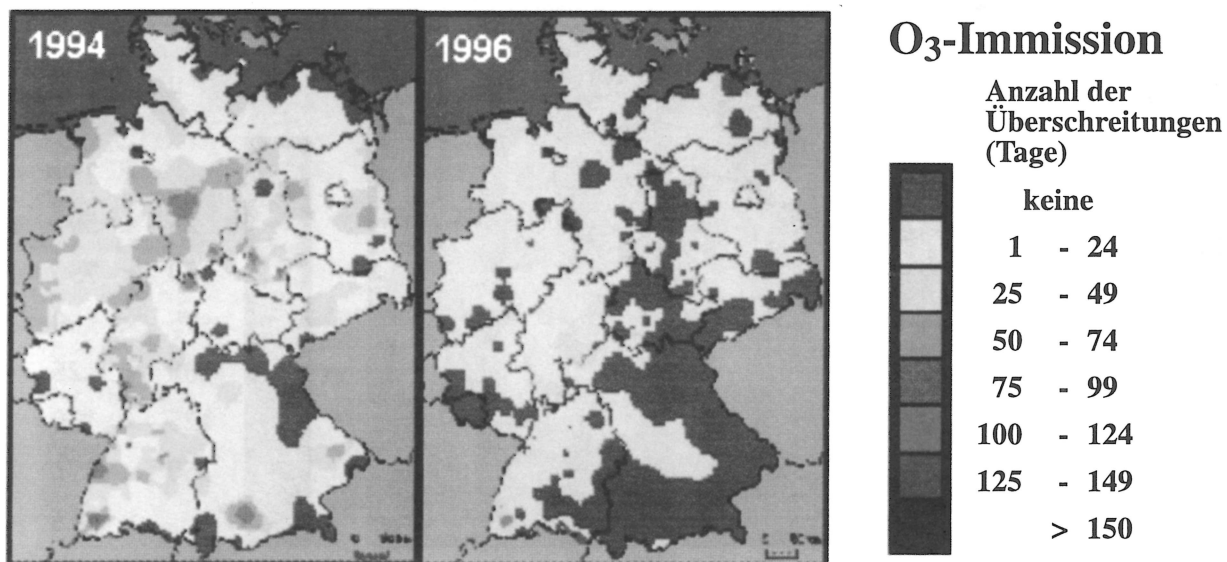 1994
1996
O3-Immission
Anzahl der
Überschreitungen
(Tage)
keine
1 - 24
25 - 49
50 - 74
75 - 99
100 - 124
125 - 149
> 150